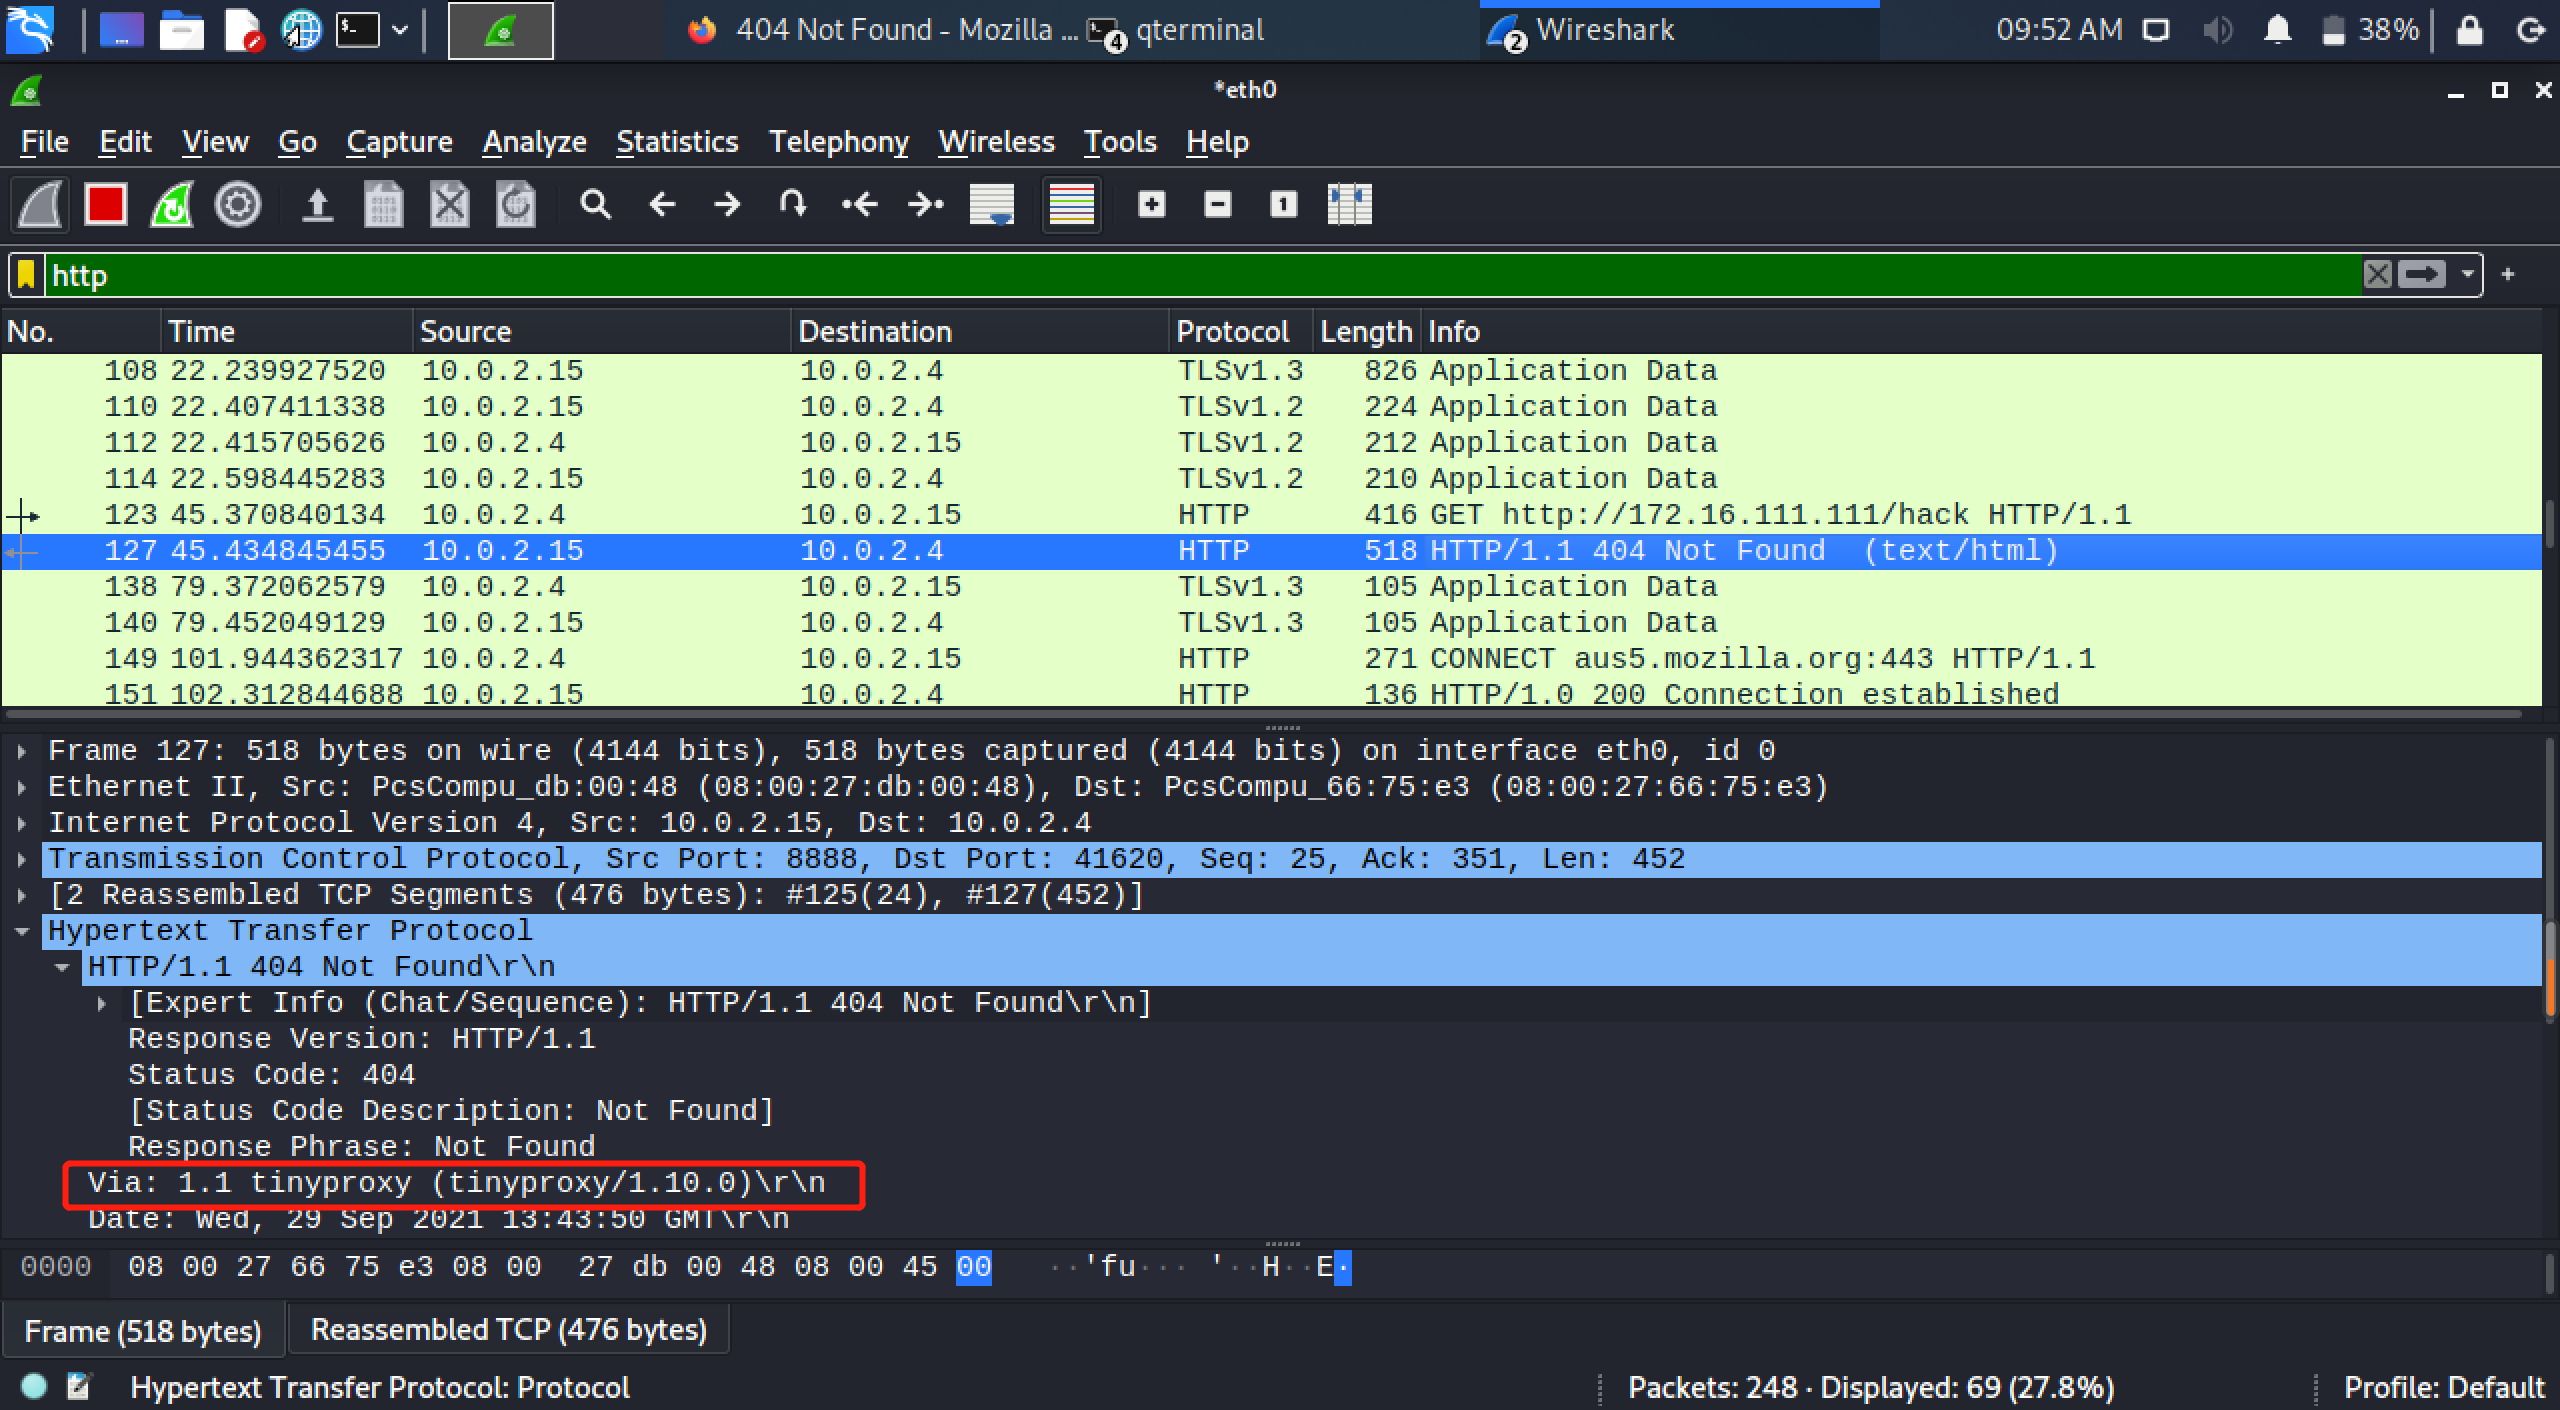 404 Not Found - Mozilla ... 4 qterminal 2 Wireshark 09:52 AM 38%
*eth0
File Edit View Go Capture Analyze Statistics Telephony Wireless Tools Help
http
No. Time Source Destination Protocol Length Info
108 22.239927520 10.0.2.15 10.0.2.4 TLSv1.3 826 Application Data
110 22.407411338 10.0.2.15 10.0.2.4 TLSv1.2 224 Application Data
112 22.415705626 10.0.2.4 10.0.2.15 TLSv1.2 212 Application Data
114 22.598445283 10.0.2.15 10.0.2.4 TLSv1.2 210 Application Data
123 45.370840134 10.0.2.4 10.0.2.15 HTTP 416 GET http://172.16.111.111/hack HTTP/1.1
127 45.434845455 10.0.2.15 10.0.2.4 HTTP 518 HTTP/1.1 404 Not Found (text/html)
138 79.372062579 10.0.2.4 10.0.2.15 TLSv1.3 105 Application Data
140 79.452049129 10.0.2.15 10.0.2.4 TLSv1.3 105 Application Data
149 101.944362317 10.0.2.4 10.0.2.15 HTTP 271 CONNECT aus5.mozilla.org:443 HTTP/1.1
151 102.312844688 10.0.2.15 10.0.2.4 HTTP 136 HTTP/1.0 200 Connection established
Frame 127: 518 bytes on wire (4144 bits), 518 bytes captured (4144 bits) on interface eth0, id 0
Ethernet II, Src: PcsCompu_db:00:48 (08:00:27:db:00:48), Dst: PcsCompu_66:75:e3 (08:00:27:66:75:e3)
Internet Protocol Version 4, Src: 10.0.2.15, Dst: 10.0.2.4
Transmission Control Protocol, Src Port: 8888, Dst Port: 41620, Seq: 25, Ack: 351, Len: 452
[2 Reassembled TCP Segments (476 bytes): #125(24), #127(452)]
Hypertext Transfer Protocol
HTTP/1.1 404 Not Found\r\n
[Expert Info (Chat/Sequence): HTTP/1.1 404 Not Found\r\n]
Response Version: HTTP/1.1
Status Code: 404
[Status Code Description: Not Found]
Response Phrase: Not Found
Via: 1.1 tinyproxy (tinyproxy/1.10.0)\r\n
Date: Wed, 29 Sep 2021 13:43:50 GMT\r\n
0000 08 00 27 66 75 e3 08 00 27 db 00 48 08 00 45 00 ··'fu··· '··H··E·
Frame (518 bytes) Reassembled TCP (476 bytes)
Hypertext Transfer Protocol: Protocol Packets: 248 · Displayed: 69 (27.8%) Profile: Default